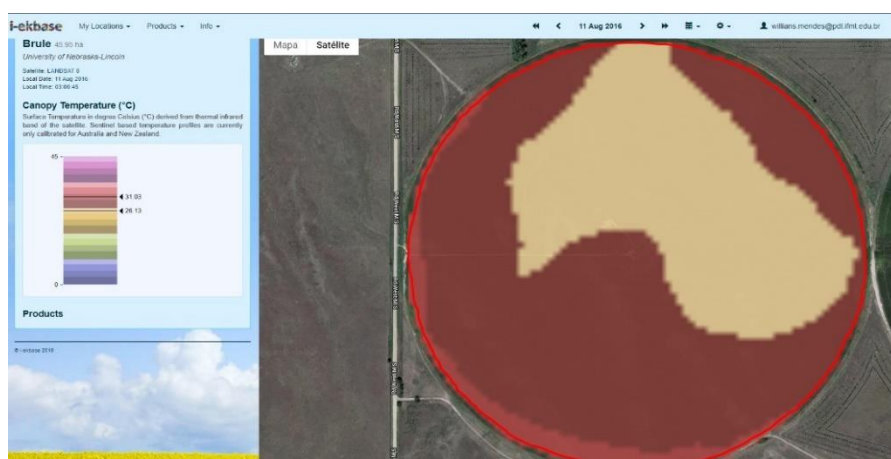 i-ekbase My Locations Products Info 11 Aug 2016 willians.mendes@pdl.ifmt.edu.br
Brule 45.93 ha
University of Nebraska-Lincoln
Satellite: LANDSAT 8
Local Date: 11 Aug 2016
Local Time: 03:00:45
Canopy Temperature (°C)
Surface Temperature in degree Celsius (°C) derived from thermal infrared
band of the satellite. Sentinel based temperature profiles are currently
only calibrated for Australia and New Zealand.
45
31.03
26.13
0
Products
© - ekbase 2016
Mapa Satélite